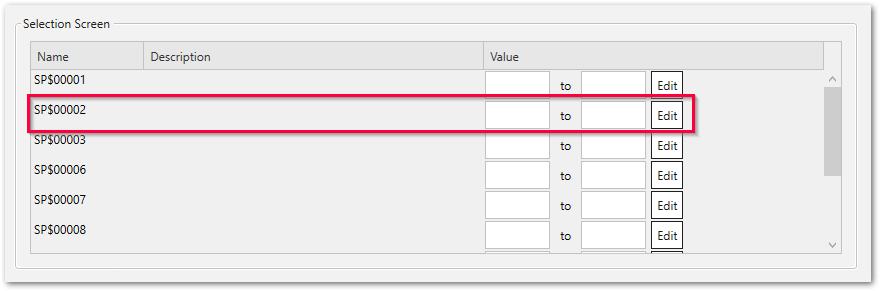 Selection Screen
Name Description Value
SP$00001 to Edit
SP$00002 to Edit
SP$00003 to Edit
SP$00006 to Edit
SP$00007 to Edit
SP$00008 to Edit